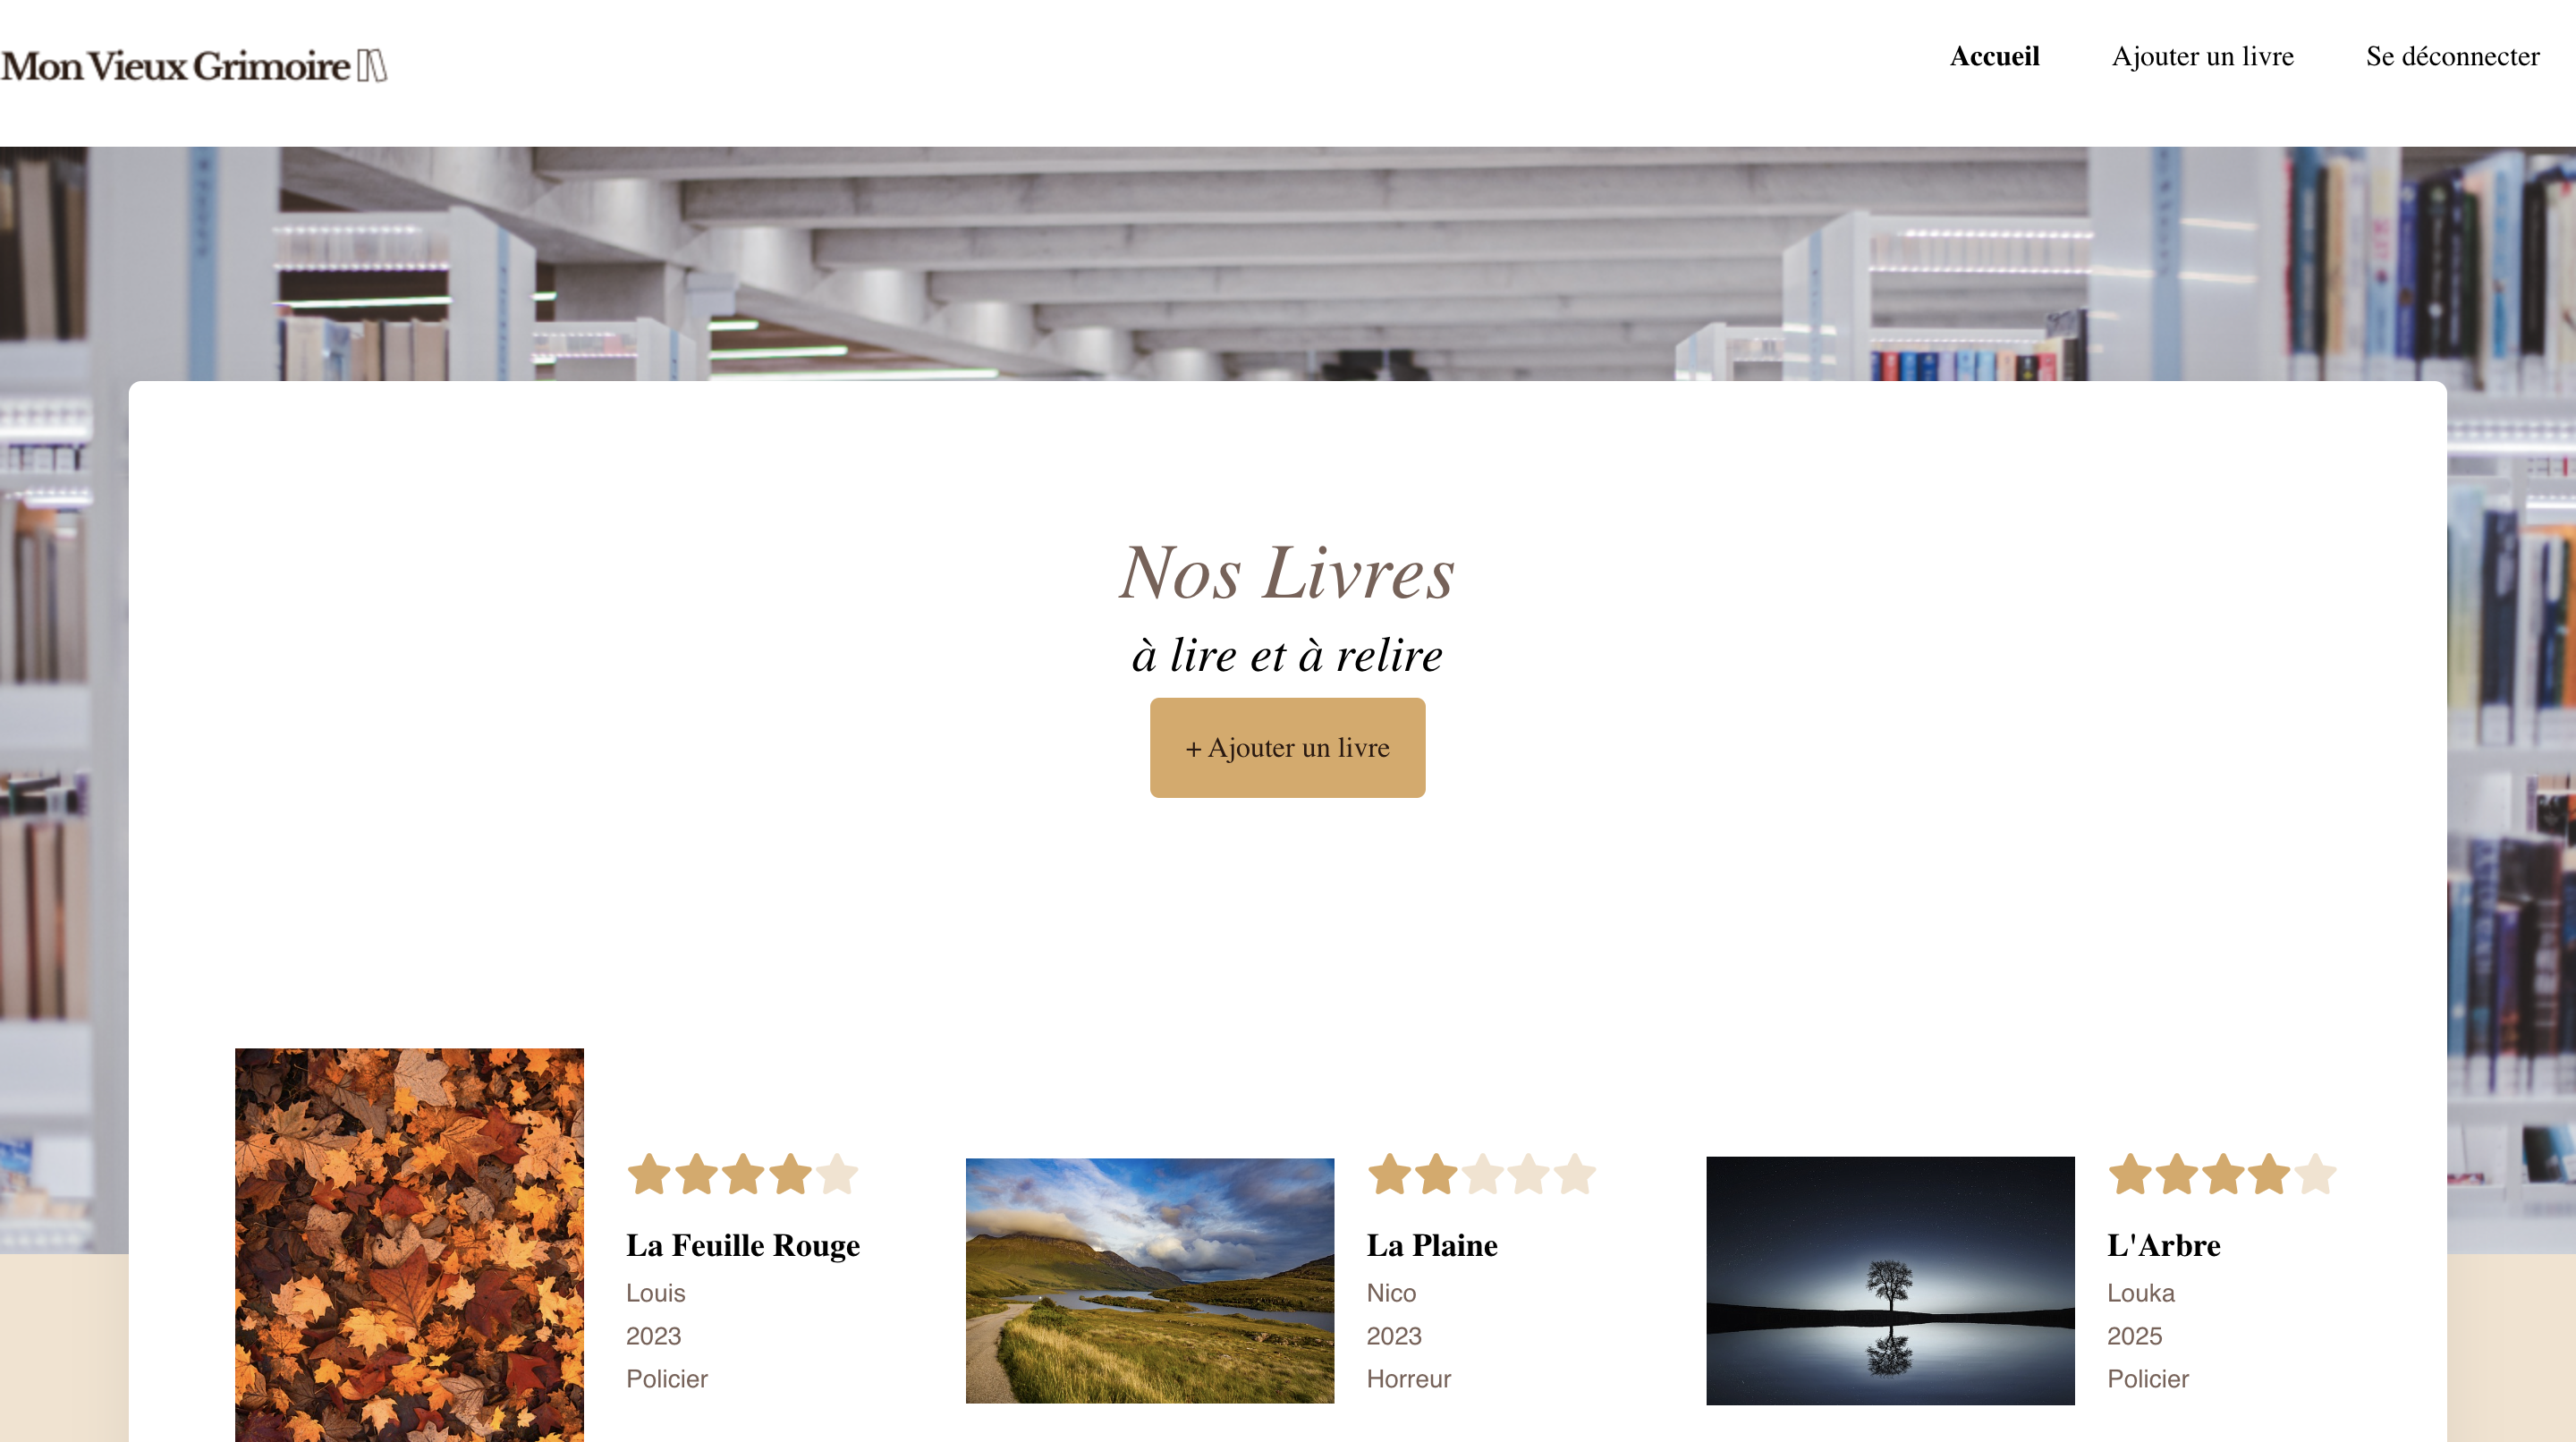 Mon Vieux Grimoire
Accueil
Ajouter un livre
Se déconnecter
Nos Livres
à lire et à relire
+ Ajouter un livre
La Feuille Rouge
Louis
2023
Policier
La Plaine
Nico
2023
Horreur
L'Arbre
Louka
2025
Policier